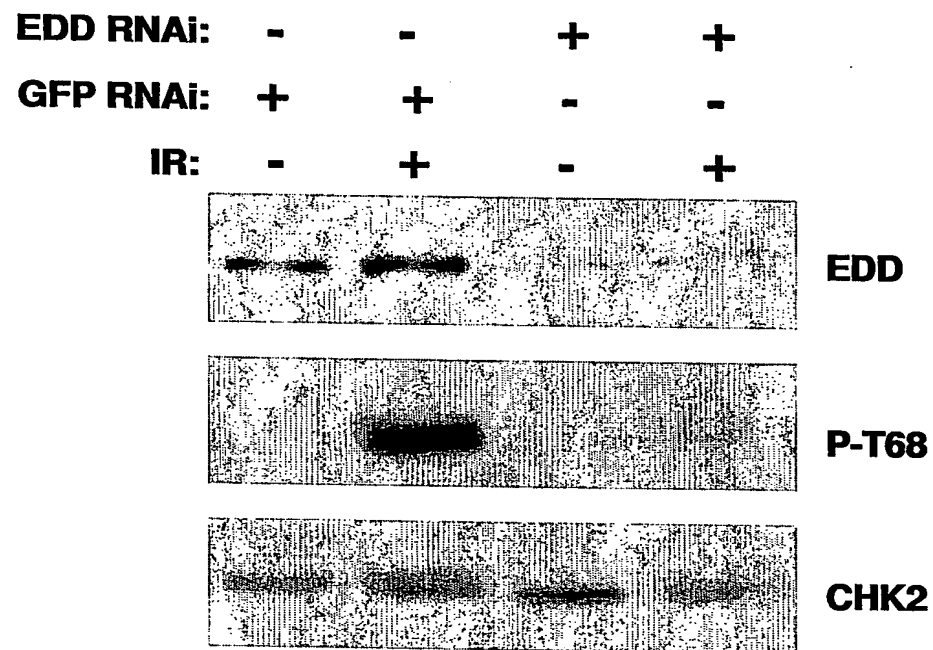 EDD RNAi: - - + +
GFP RNAi: + + - -
IR: - + - +
EDD
P-T68
CHK2